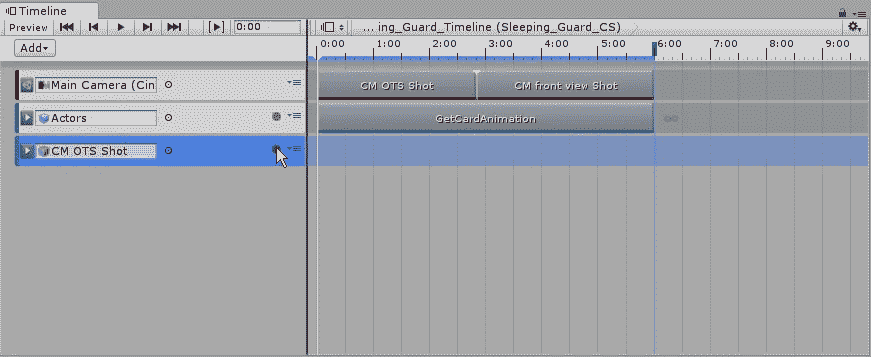 Timeline
Preview 0:00 ... ing_Guard_Timeline (Sleeping_Guard_CS)
Add 0:00 1:00 2:00 3:00 4:00 5:00 6:00 7:00 8:00 9:00
Main Camera (Cin CM OTS Shot CM front view Shot
Actors GetCardAnimation
CM OTS Shot